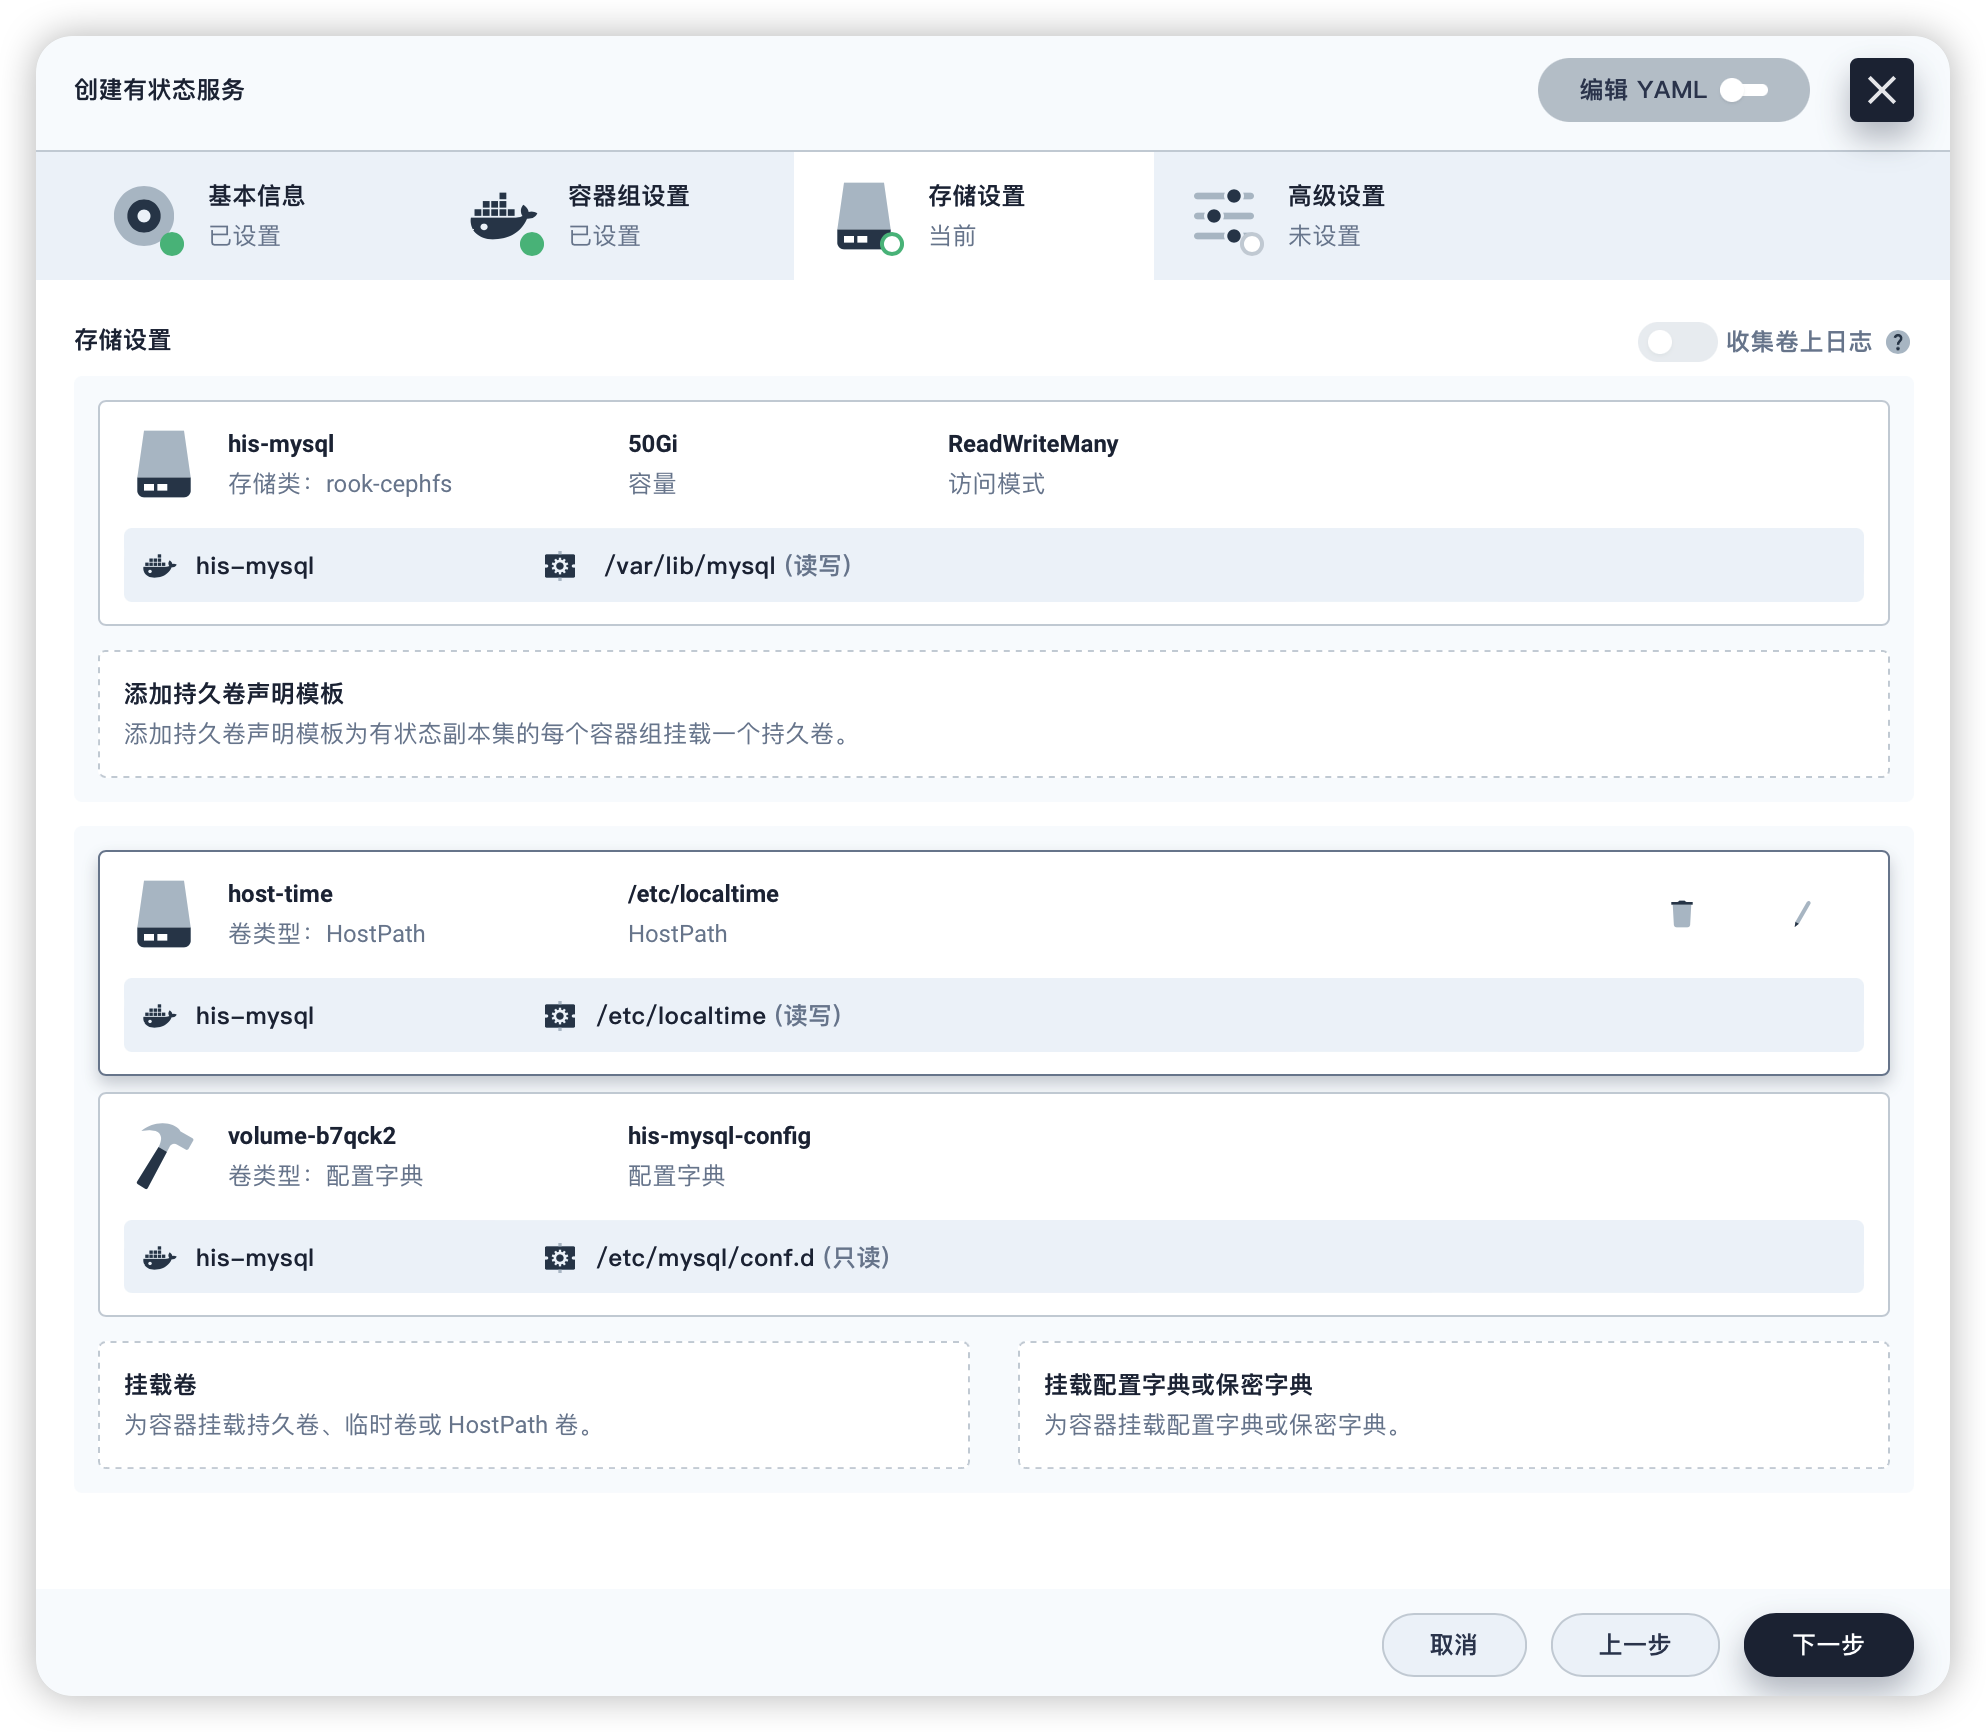 创建有状态服务
编辑 YAML
基本信息
已设置
容器组设置
已设置
存储设置
当前
高级设置
未设置
存储设置
收集卷上日志 ?
his-mysql
存储类：rook-cephfs
50Gi
容量
ReadWriteMany
访问模式
his-mysql
/var/lib/mysql (读写)
添加持久卷声明模板
添加持久卷声明模板为有状态副本集的每个容器组挂载一个持久卷。
host-time
卷类型：HostPath
/etc/localtime
HostPath
his-mysql
/etc/localtime (读写)
volume-b7qck2
卷类型：配置字典
his-mysql-config
配置字典
his-mysql
/etc/mysql/conf.d (只读)
挂载卷
为容器挂载持久卷、临时卷或 HostPath 卷。
挂载配置字典或保密字典
为容器挂载配置字典或保密字典。
取消
上一步
下一步